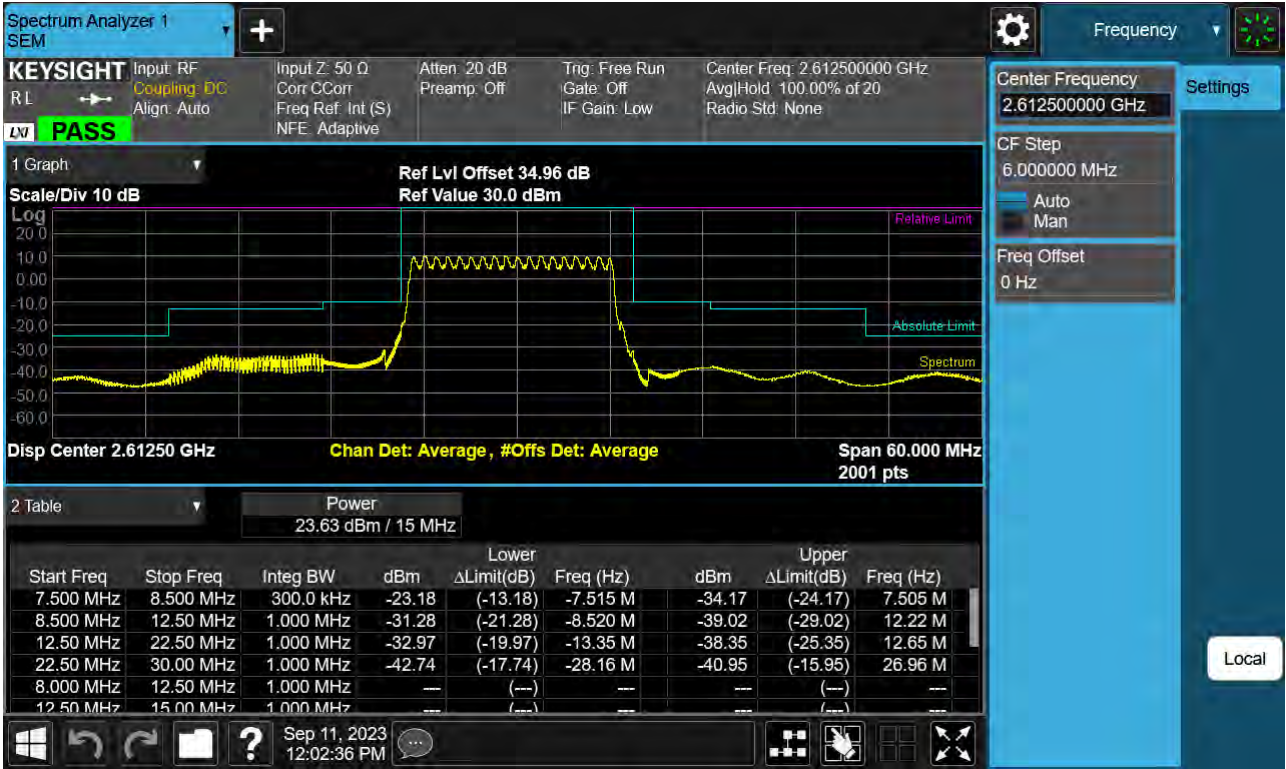 Spectrum Analyzer 1
SEM
Frequency
KEYSIGHT
R L
LXI
PASS
Input: RF
Coupling: DC
Align: Auto
Input Z: 50 Ω
Corr CCorr
Freq Ref: Int (S)
NFE: Adaptive
Atten: 20 dB
Preamp: Off
Trig: Free Run
Gate: Off
IF Gain: Low
Center Freq: 2.612500000 GHz
Avg|Hold: 100.00% of 20
Radio Std: None
Center Frequency
2.612500000 GHz
Settings
CF Step
6.000000 MHz
Auto
Man
Freq Offset
0 Hz
Local
1 Graph
Ref Lvl Offset 34.96 dB
Scale/Div 10 dB
Ref Value 30.0 dBm
Log
20.0
10.0
0.00
-10.0
-20.0
-30.0
-40.0
-50.0
-60.0
Relative Limit
Absolute Limit
Spectrum
Disp Center 2.61250 GHz
Chan Det: Average, #Offs Det: Average
Span 60.000 MHz
2001 pts
2 Table
Power
23.63 dBm / 15 MHz
Lower Upper
Start Freq Stop Freq Integ BW dBm ∆Limit(dB) Freq (Hz) dBm ∆Limit(dB) Freq (Hz)
7.500 MHz 8.500 MHz 300.0 kHz -23.18 (-13.18) -7.515 M -34.17 (-24.17) 7.505 M
8.500 MHz 12.50 MHz 1.000 MHz -31.28 (-21.28) -8.520 M -39.02 (-29.02) 12.22 M
12.50 MHz 22.50 MHz 1.000 MHz -32.97 (-19.97) -13.35 M -38.35 (-25.35) 12.65 M
22.50 MHz 30.00 MHz 1.000 MHz -42.74 (-17.74) -28.16 M -40.95 (-15.95) 26.96 M
8.000 MHz 12.50 MHz 1.000 MHz --- (---) --- --- (---) ---
12.50 MHz 15.00 MHz 1.000 MHz --- (---) --- --- (---) ---
Sep 11, 2023
12:02:36 PM